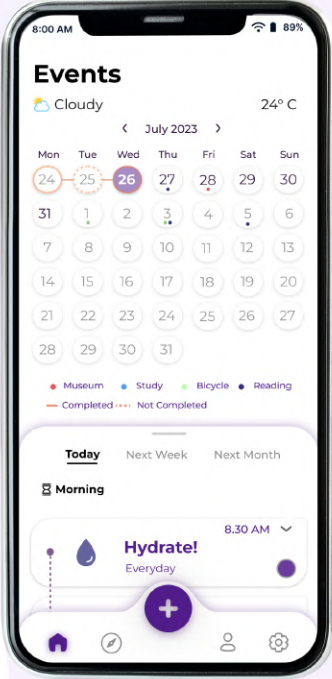 8:00 AM 89%
Events
Cloudy 24° C
< July 2023 >
Mon Tue Wed Thu Fri Sat Sun
24 25 26 27 28 29 30
31 1 2 3 4 5 6
7 8 9 10 11 12 13
14 15 16 17 18 19 20
21 22 23 24 25 26 27
28 29 30 31
Museum Study Bicycle Reading
Completed Not Completed
Today Next Week Next Month
Morning
8.30 AM
Hydrate!
Everyday
+